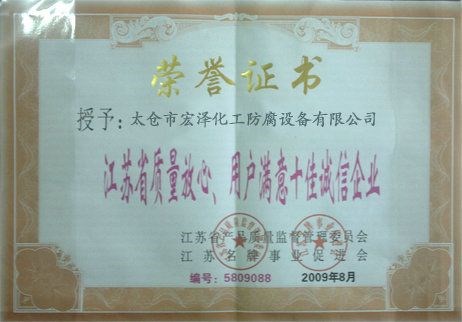 荣誉证书
授予：太仓市宏泽化工防腐设备有限公司
江苏省质量放心、用户满意十佳诚信企业
江苏省产品质量监督管理委员会
江苏名牌事业促进会
编号：5809088 2009年8月